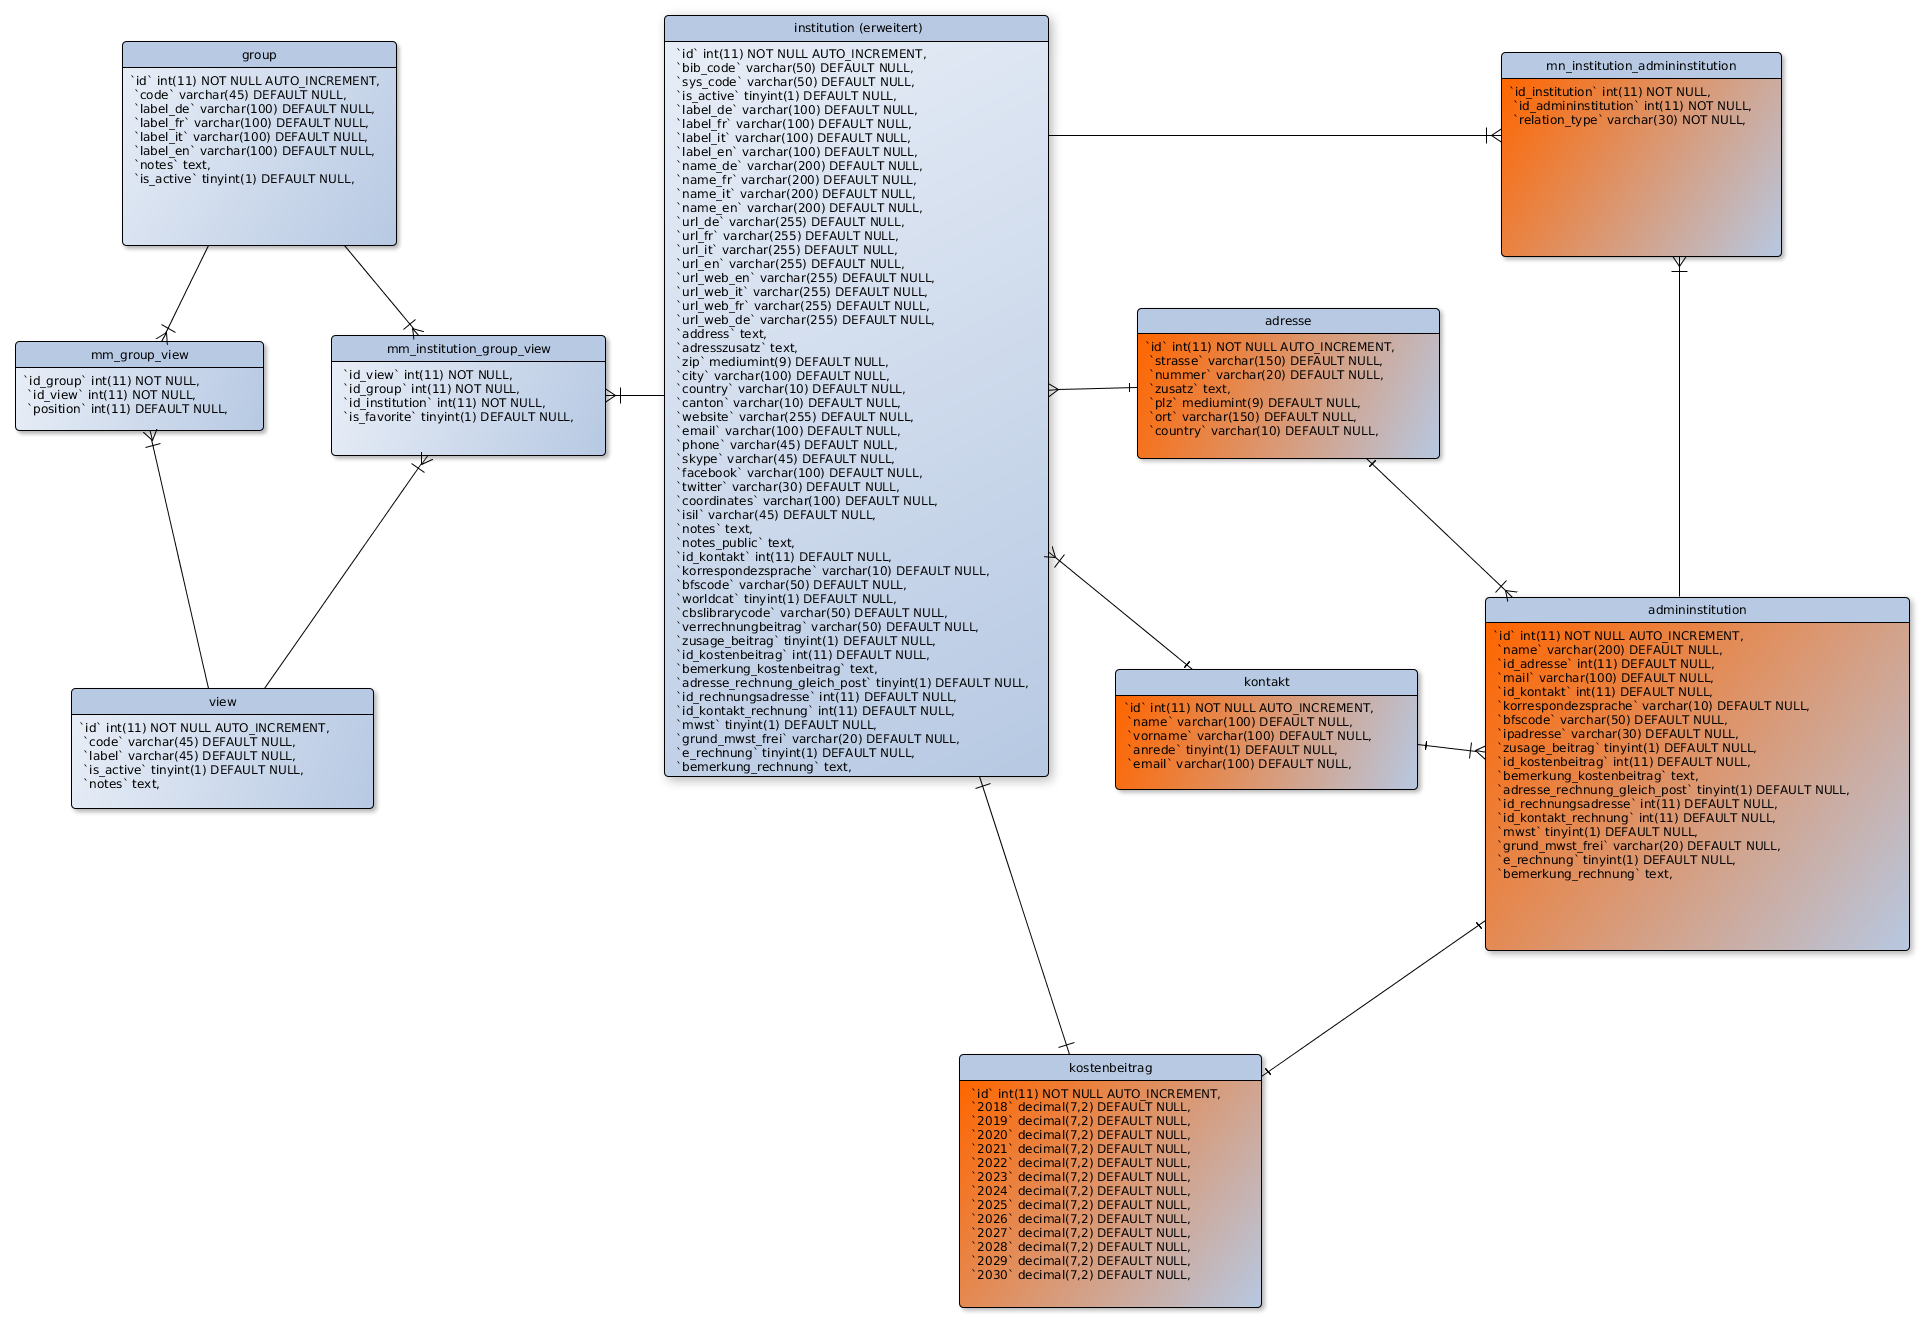 group
`id` int(11) NOT NULL AUTO_INCREMENT,
`code` varchar(45) DEFAULT NULL,
`label_de` varchar(100) DEFAULT NULL,
`label_fr` varchar(100) DEFAULT NULL,
`label_it` varchar(100) DEFAULT NULL,
`label_en` varchar(100) DEFAULT NULL,
`notes` text,
`is_active` tinyint(1) DEFAULT NULL,
mm_group_view
`id_group` int(11) NOT NULL,
`id_view` int(11) NOT NULL,
`position` int(11) DEFAULT NULL,
mm_institution_group_view
`id_view` int(11) NOT NULL,
`id_group` int(11) NOT NULL,
`id_institution` int(11) NOT NULL,
`is_favorite` tinyint(1) DEFAULT NULL,
view
`id` int(11) NOT NULL AUTO_INCREMENT,
`code` varchar(45) DEFAULT NULL,
`label` varchar(45) DEFAULT NULL,
`is_active` tinyint(1) DEFAULT NULL,
`notes` text,
institution (erweitert)
`id` int(11) NOT NULL AUTO_INCREMENT,
`bib_code` varchar(50) DEFAULT NULL,
`sys_code` varchar(50) DEFAULT NULL,
`is_active` tinyint(1) DEFAULT NULL,
`label_de` varchar(100) DEFAULT NULL,
`label_fr` varchar(100) DEFAULT NULL,
`label_it` varchar(100) DEFAULT NULL,
`label_en` varchar(100) DEFAULT NULL,
`name_de` varchar(200) DEFAULT NULL,
`name_fr` varchar(200) DEFAULT NULL,
`name_it` varchar(200) DEFAULT NULL,
`name_en` varchar(200) DEFAULT NULL,
`url_de` varchar(255) DEFAULT NULL,
`url_fr` varchar(255) DEFAULT NULL,
`url_it` varchar(255) DEFAULT NULL,
`url_en` varchar(255) DEFAULT NULL,
`url_web_en` varchar(255) DEFAULT NULL,
`url_web_it` varchar(255) DEFAULT NULL,
`url_web_fr` varchar(255) DEFAULT NULL,
`url_web_de` varchar(255) DEFAULT NULL,
`address` text,
`adresszusatz` text,
`zip` mediumint(9) DEFAULT NULL,
`city` varchar(100) DEFAULT NULL,
`country` varchar(10) DEFAULT NULL,
`canton` varchar(10) DEFAULT NULL,
`website` varchar(255) DEFAULT NULL,
`email` varchar(100) DEFAULT NULL,
`phone` varchar(45) DEFAULT NULL,
`skype` varchar(45) DEFAULT NULL,
`facebook` varchar(100) DEFAULT NULL,
`twitter` varchar(30) DEFAULT NULL,
`coordinates` varchar(100) DEFAULT NULL,
`isil` varchar(45) DEFAULT NULL,
`notes` text,
`notes_public` text,
`id_kontakt` int(11) DEFAULT NULL,
`korrespondezsprache` varchar(10) DEFAULT NULL,
`bfscode` varchar(50) DEFAULT NULL,
`worldcat` tinyint(1) DEFAULT NULL,
`cbslibrarycode` varchar(50) DEFAULT NULL,
`verrechnungbeitrag` varchar(50) DEFAULT NULL,
`zusage_beitrag` tinyint(1) DEFAULT NULL,
`id_kostenbeitrag` int(11) DEFAULT NULL,
`bemerkung_kostenbeitrag` text,
`adresse_rechnung_gleich_post` tinyint(1) DEFAULT NULL,
`id_rechnungsadresse` int(11) DEFAULT NULL,
`id_kontakt_rechnung` int(11) DEFAULT NULL,
`mwst` tinyint(1) DEFAULT NULL,
`grund_mwst_frei` varchar(20) DEFAULT NULL,
`e_rechnung` tinyint(1) DEFAULT NULL,
`bemerkung_rechnung` text,
mn_institution_admininstitution
`id_institution` int(11) NOT NULL,
`id_admininstitution` int(11) NOT NULL,
`relation_type` varchar(30) NOT NULL,
adresse
`id` int(11) NOT NULL AUTO_INCREMENT,
`strasse` varchar(150) DEFAULT NULL,
`nummer` varchar(20) DEFAULT NULL,
`zusatz` text,
`plz` mediumint(9) DEFAULT NULL,
`ort` varchar(150) DEFAULT NULL,
`country` varchar(10) DEFAULT NULL,
kontakt
`id` int(11) NOT NULL AUTO_INCREMENT,
`name` varchar(100) DEFAULT NULL,
`vorname` varchar(100) DEFAULT NULL,
`anrede` tinyint(1) DEFAULT NULL,
`email` varchar(100) DEFAULT NULL,
admininstitution
`id` int(11) NOT NULL AUTO_INCREMENT,
`name` varchar(200) DEFAULT NULL,
`id_adresse` int(11) DEFAULT NULL,
`mail` varchar(100) DEFAULT NULL,
`id_kontakt` int(11) DEFAULT NULL,
`korrespondezsprache` varchar(10) DEFAULT NULL,
`bfscode` varchar(50) DEFAULT NULL,
`ipadresse` varchar(30) DEFAULT NULL,
`zusage_beitrag` tinyint(1) DEFAULT NULL,
`id_kostenbeitrag` int(11) DEFAULT NULL,
`bemerkung_kostenbeitrag` text,
`adresse_rechnung_gleich_post` tinyint(1) DEFAULT NULL,
`id_rechnungsadresse` int(11) DEFAULT NULL,
`id_kontakt_rechnung` int(11) DEFAULT NULL,
`mwst` tinyint(1) DEFAULT NULL,
`grund_mwst_frei` varchar(20) DEFAULT NULL,
`e_rechnung` tinyint(1) DEFAULT NULL,
`bemerkung_rechnung` text,
kostenbeitrag
`id` int(11) NOT NULL AUTO_INCREMENT,
`2018` decimal(7,2) DEFAULT NULL,
`2019` decimal(7,2) DEFAULT NULL,
`2020` decimal(7,2) DEFAULT NULL,
`2021` decimal(7,2) DEFAULT NULL,
`2022` decimal(7,2) DEFAULT NULL,
`2023` decimal(7,2) DEFAULT NULL,
`2024` decimal(7,2) DEFAULT NULL,
`2025` decimal(7,2) DEFAULT NULL,
`2026` decimal(7,2) DEFAULT NULL,
`2027` decimal(7,2) DEFAULT NULL,
`2028` decimal(7,2) DEFAULT NULL,
`2029` decimal(7,2) DEFAULT NULL,
`2030` decimal(7,2) DEFAULT NULL,